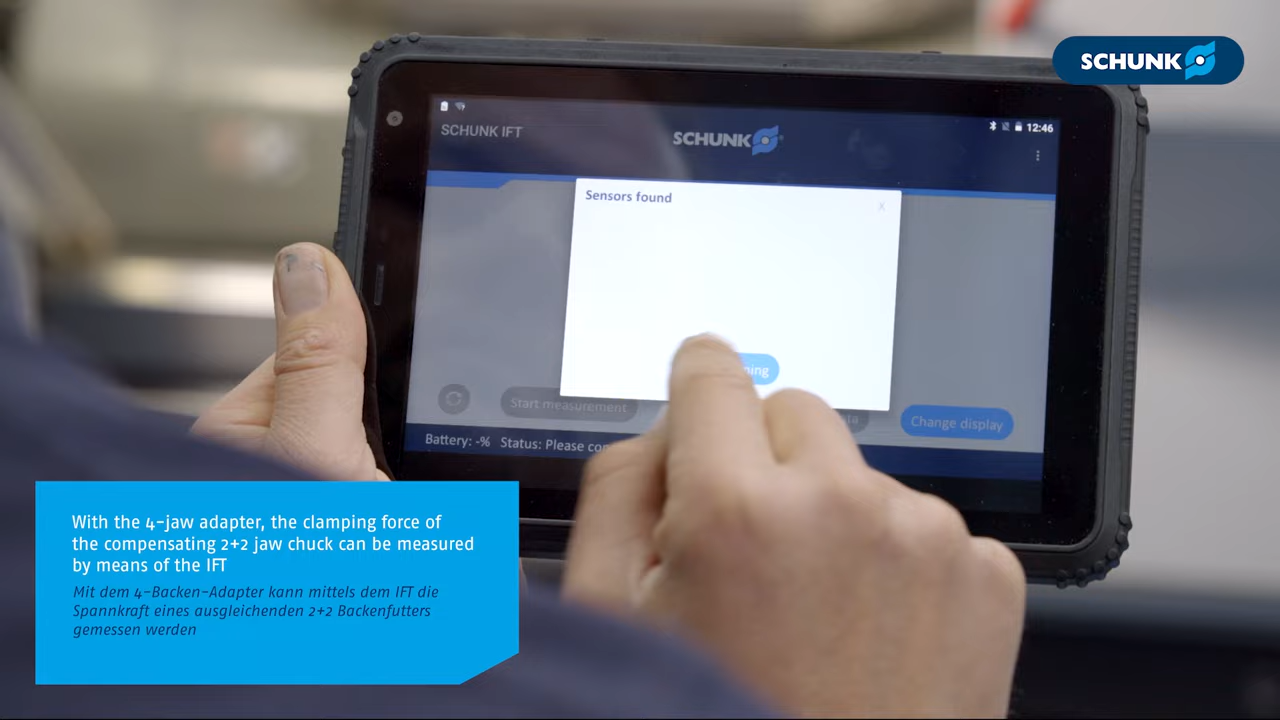 SCHUNK
12:46
SCHUNK IFT
SCHUNK
Sensors found
X
Start measurement
Change display
Battery: -% Status: Please
With the 4-jaw adapter, the clamping force of
the compensating 2+2 jaw chuck can be measured
by means of the IFT
Mit dem 4-Backen-Adapter kann mittels dem IFT die
Spannkraft eines ausgleichenden 2+2 Backenfutters
gemessen werden